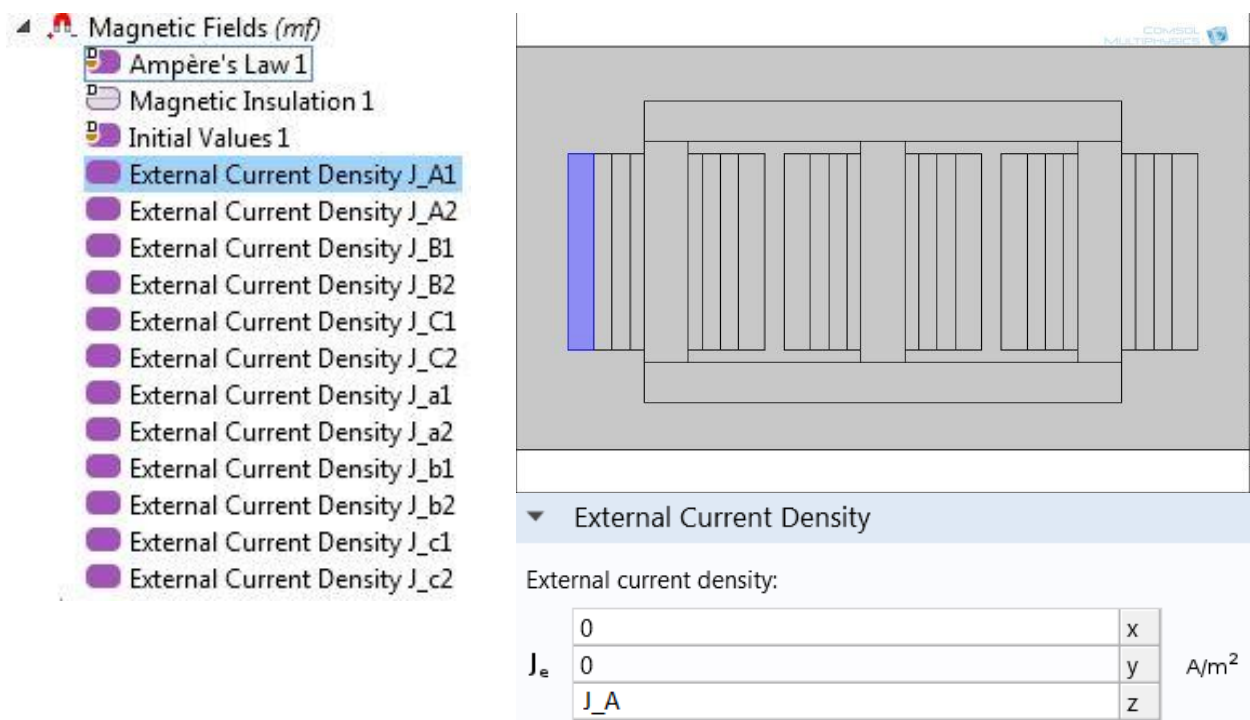 Magnetic Fields (mf)
D Ampère's Law 1
D Magnetic Insulation 1
D Initial Values 1
External Current Density J_A1
External Current Density J_A2
External Current Density J_B1
External Current Density J_B2
External Current Density J_C1
External Current Density J_C2
External Current Density J_a1
External Current Density J_a2
External Current Density J_b1
External Current Density J_b2
External Current Density J_c1
External Current Density J_c2
COMSOL
MULTIPHYSICS
External Current Density
External current density:
0 x
Jₑ 0 y A/m²
J_A z